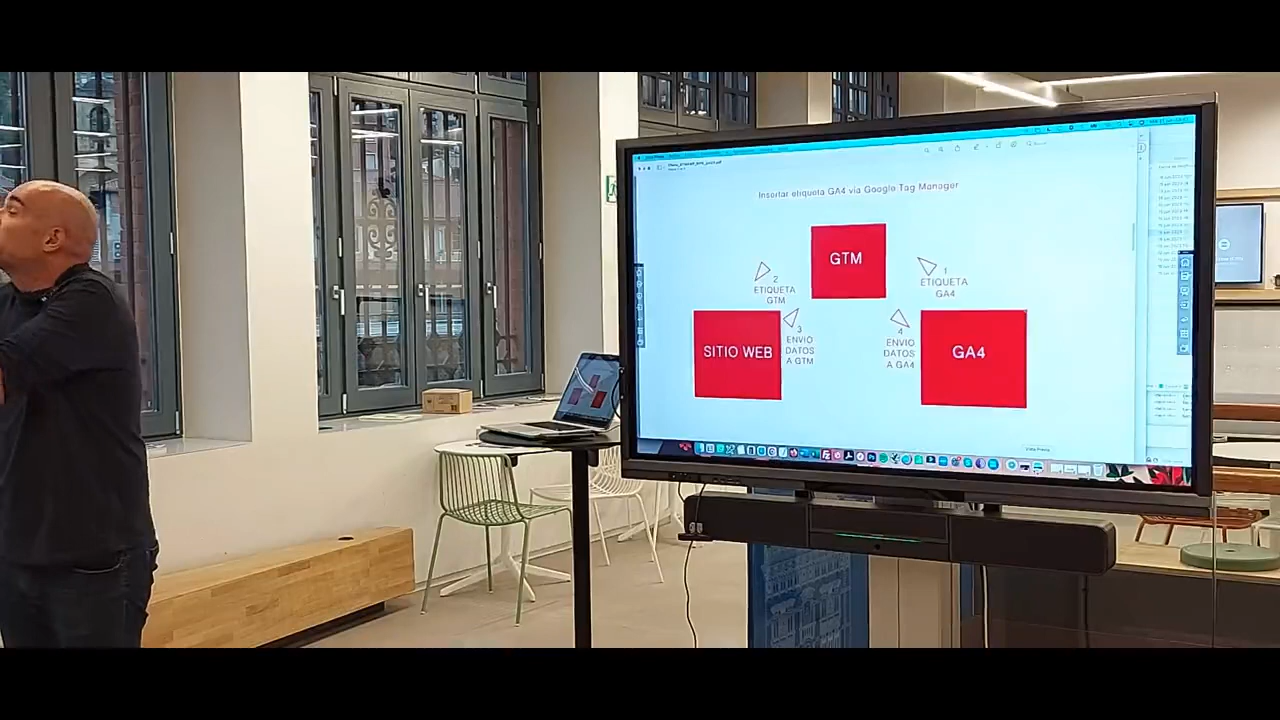 Insertar etiqueta GA4 via Google Tag Manager
GTM
2
ETIQUETA
GTM
1
ETIQUETA
GA4
SITIO WEB
3
ENVIO
DATOS
A GTM
4
ENVIO
DATOS
A GA4
GA4